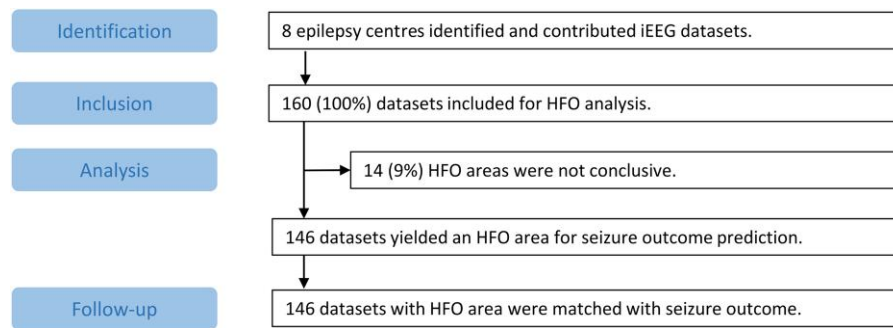 Identification
8 epilepsy centres identified and contributed iEEG datasets.
Inclusion
160 (100%) datasets included for HFO analysis.
Analysis
14 (9%) HFO areas were not conclusive.
146 datasets yielded an HFO area for seizure outcome prediction.
Follow-up
146 datasets with HFO area were matched with seizure outcome.